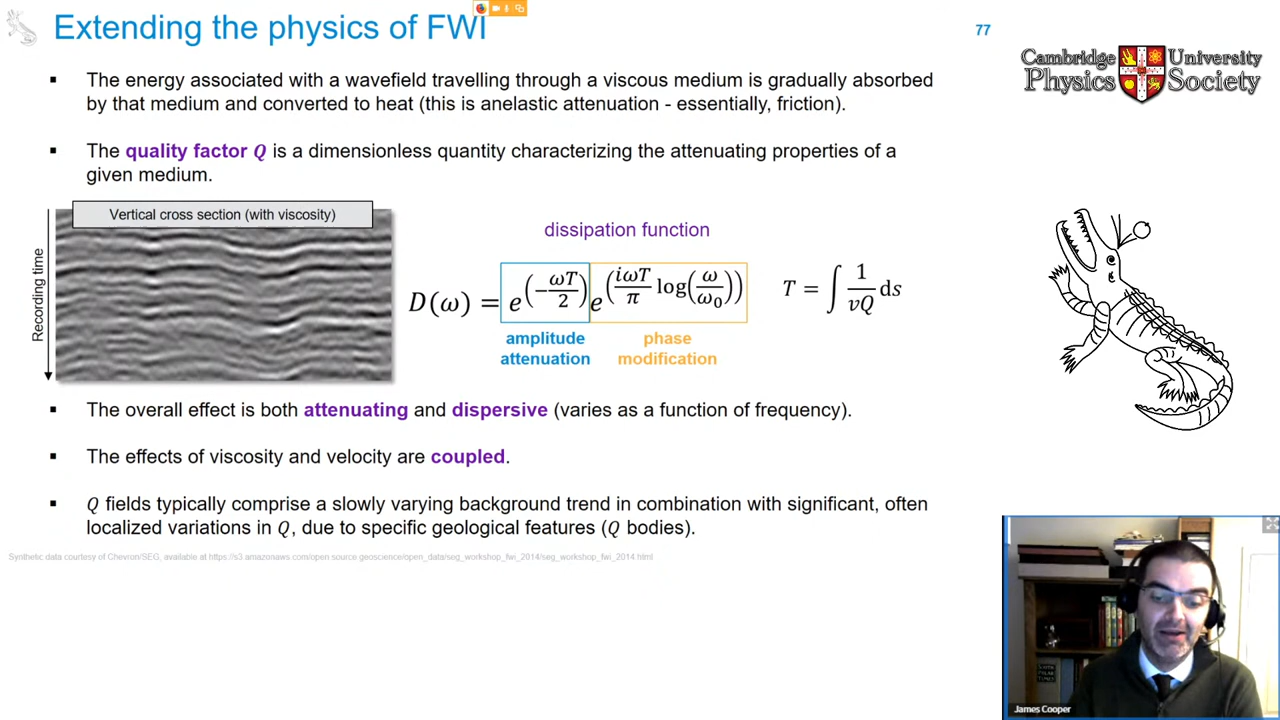 Extending the physics of FWI
77
Cambridge University
Physics Society
▪ The energy associated with a wavefield travelling through a viscous medium is gradually absorbed
by that medium and converted to heat (this is anelastic attenuation - essentially, friction).
▪ The quality factor Q is a dimensionless quantity characterizing the attenuating properties of a
given medium.
Vertical cross section (with viscosity)
Recording time
dissipation function
D(ω) = e^(−ωT/2) e^(iωT/π log(ω/ω₀))
T = ∫ 1/vQ ds
amplitude
attenuation
phase
modification
▪ The overall effect is both attenuating and dispersive (varies as a function of frequency).
▪ The effects of viscosity and velocity are coupled.
▪ Q fields typically comprise a slowly varying background trend in combination with significant, often
localized variations in Q, due to specific geological features (Q bodies).
Synthetic data courtesy of Chevron/SEG, available at https://s3.amazonaws.com/open.source.geoscience/open_data/seg_workshop_fwi_2014/seg_workshop_fwi_2014.html
James Cooper